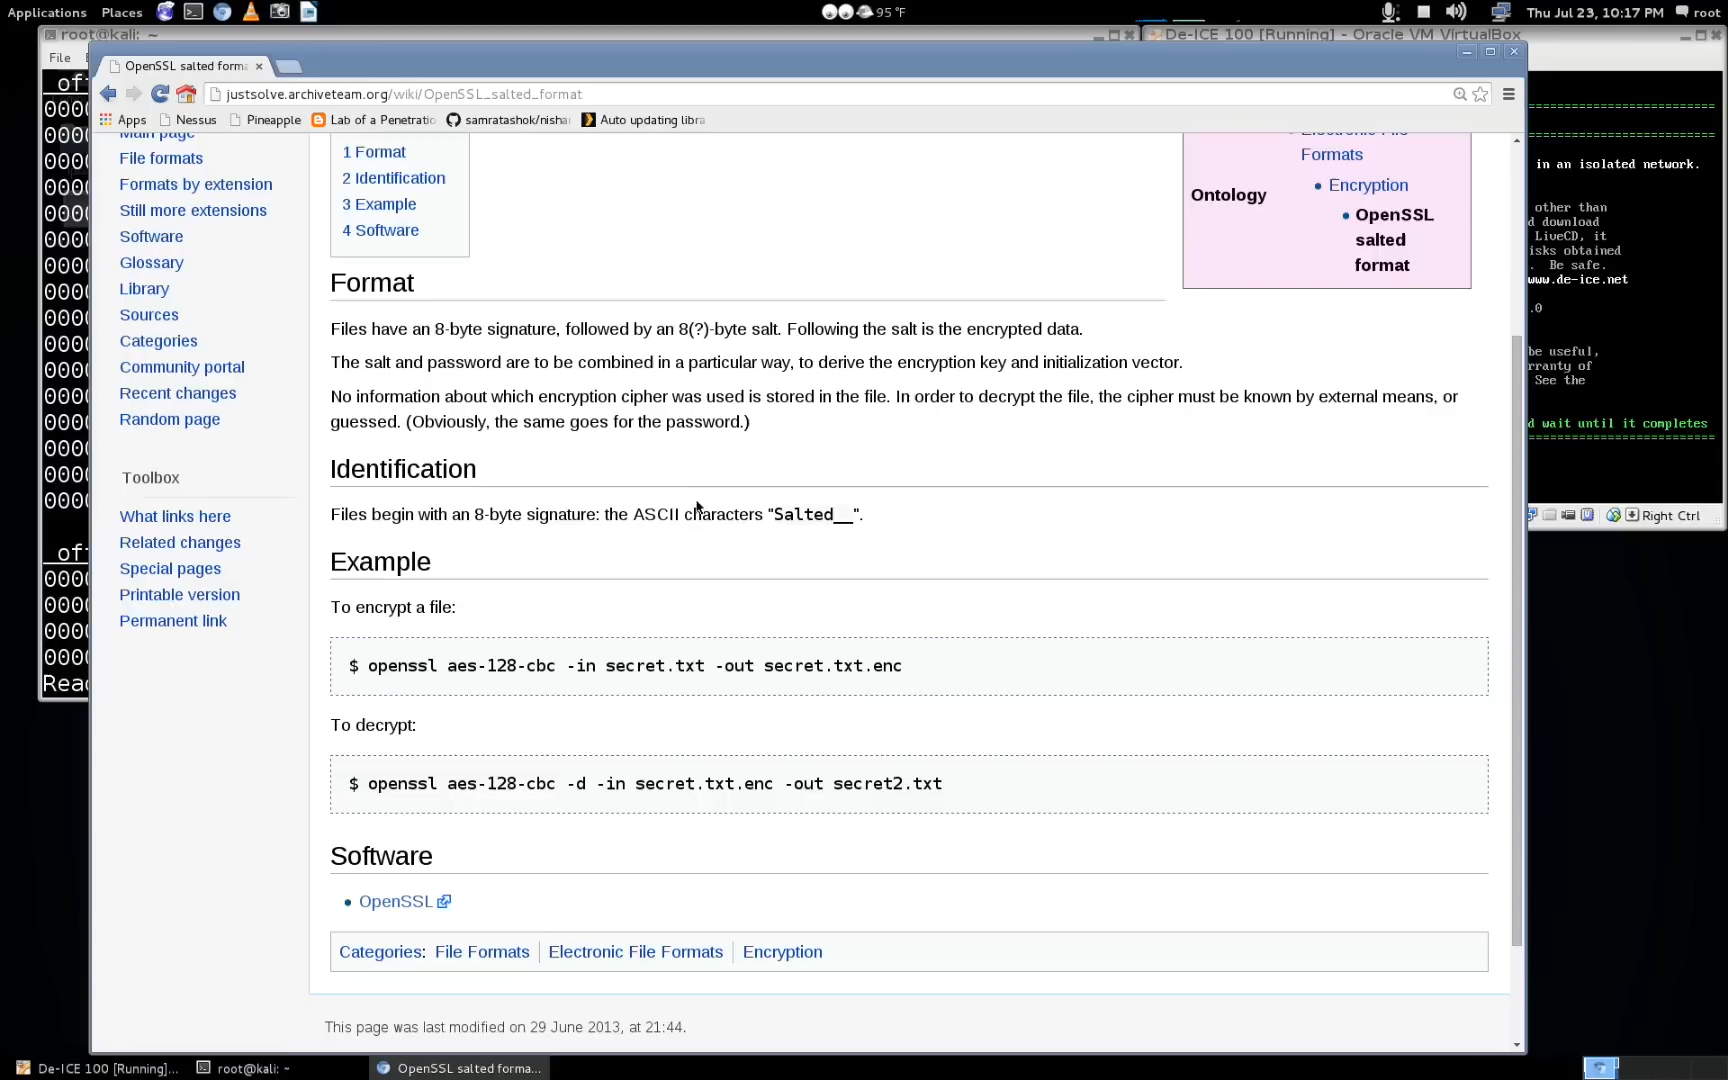 Applications Places 95 °F Thu Jul 23, 10:17 PM root
root@kali: ~ De-ICE 100 [Running] - Oracle VM VirtualBox
File
OpenSSL salted forma
justsolve.archiveteam.org/wiki/OpenSSL_salted_format
Apps Nessus Pineapple Lab of a Penetratio samratashok/nisha Auto updating libra
Main page
File formats
Formats by extension
Still more extensions
Software
Glossary
Library
Sources
Categories
Community portal
Recent changes
Random page
Toolbox
What links here
Related changes
Special pages
Printable version
Permanent link
1 Format
2 Identification
3 Example
4 Software
Ontology
Electronic File
Formats
• Encryption
• OpenSSL
salted
format
Format
Files have an 8-byte signature, followed by an 8(?)-byte salt. Following the salt is the encrypted data.
The salt and password are to be combined in a particular way, to derive the encryption key and initialization vector.
No information about which encryption cipher was used is stored in the file. In order to decrypt the file, the cipher must be known by external means, or
guessed. (Obviously, the same goes for the password.)
Identification
Files begin with an 8-byte signature: the ASCII characters "Salted__".
Example
To encrypt a file:
$ openssl aes-128-cbc -in secret.txt -out secret.txt.enc
To decrypt:
$ openssl aes-128-cbc -d -in secret.txt.enc -out secret2.txt
Software
• OpenSSL
Categories: File Formats | Electronic File Formats | Encryption
This page was last modified on 29 June 2013, at 21:44.
in an isolated network.
other than
d download
LiveCD, it
isks obtained
. Be safe.
www.de-ice.net
.0
be useful,
rranty of
See the
d wait until it completes
Right Ctrl
De-ICE 100 [Running]... root@kali: ~ OpenSSL salted forma...